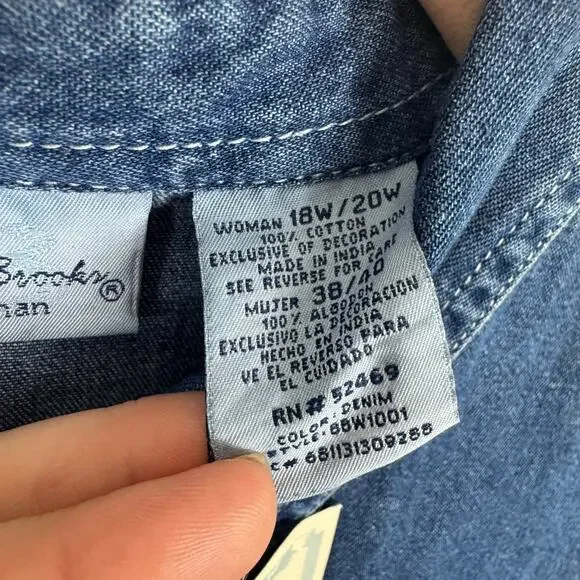 Brooks®
man
WOMAN 18W/20W
100% COTTON
EXCLUSIVE OF DECORATION
MADE IN INDIA
SEE REVERSE FOR CARE
MUJER 38/40
100% ALGODON
EXCLUSIVO LA DECORACION
HECHO EN INDIA
VE EL REVERSO PARA
EL CUIDADO
RN# 52469
COLOR: DENIM
STYLE: 68W1001
C# 681131309288